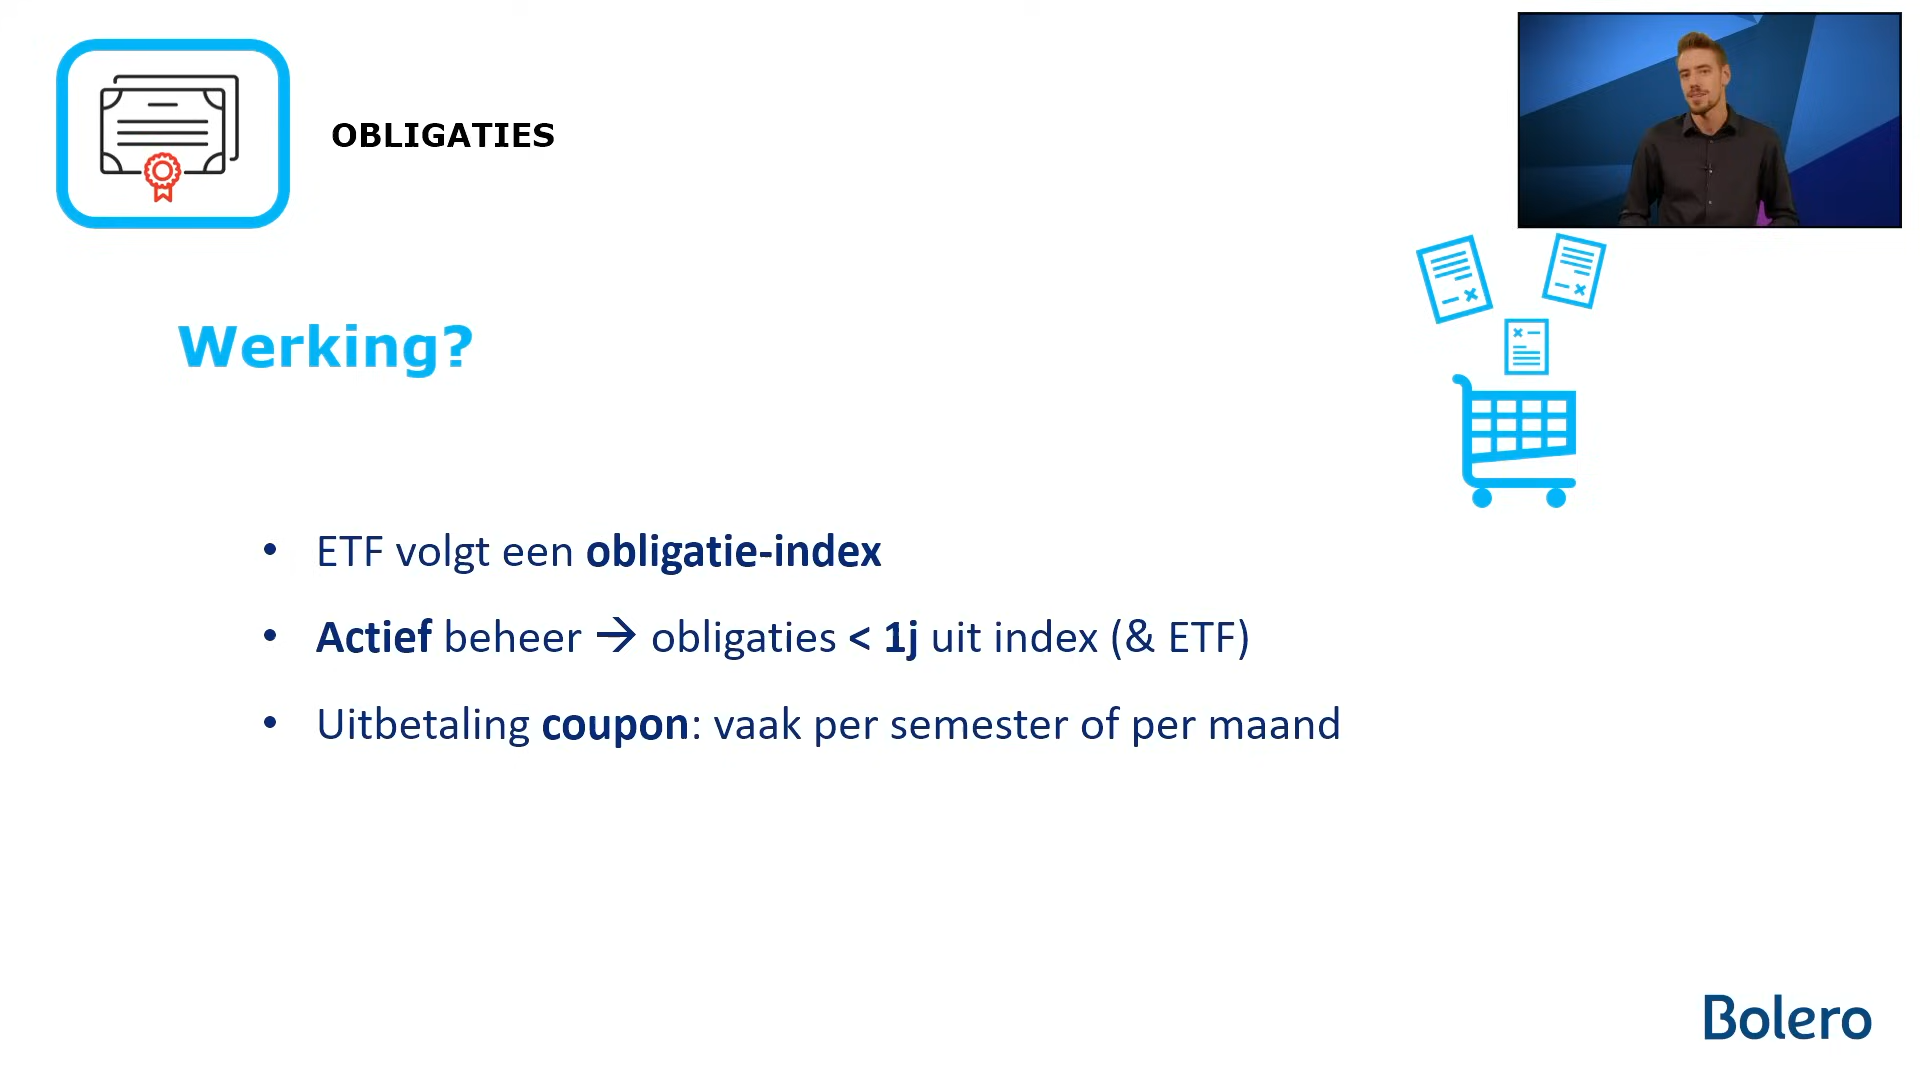 OBLIGATIES
Werking?
• ETF volgt een obligatie-index
• Actief beheer → obligaties < 1j uit index (& ETF)
• Uitbetaling coupon: vaak per semester of per maand
Bolero